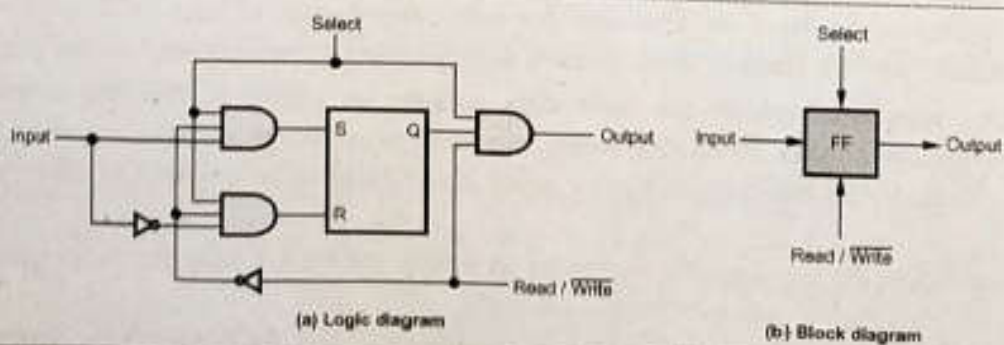 Select
Input
S
Q
R
Output
Read / Write
(a) Logic diagram
Select
Input
FF
Output
Read / Write
(b) Block diagram